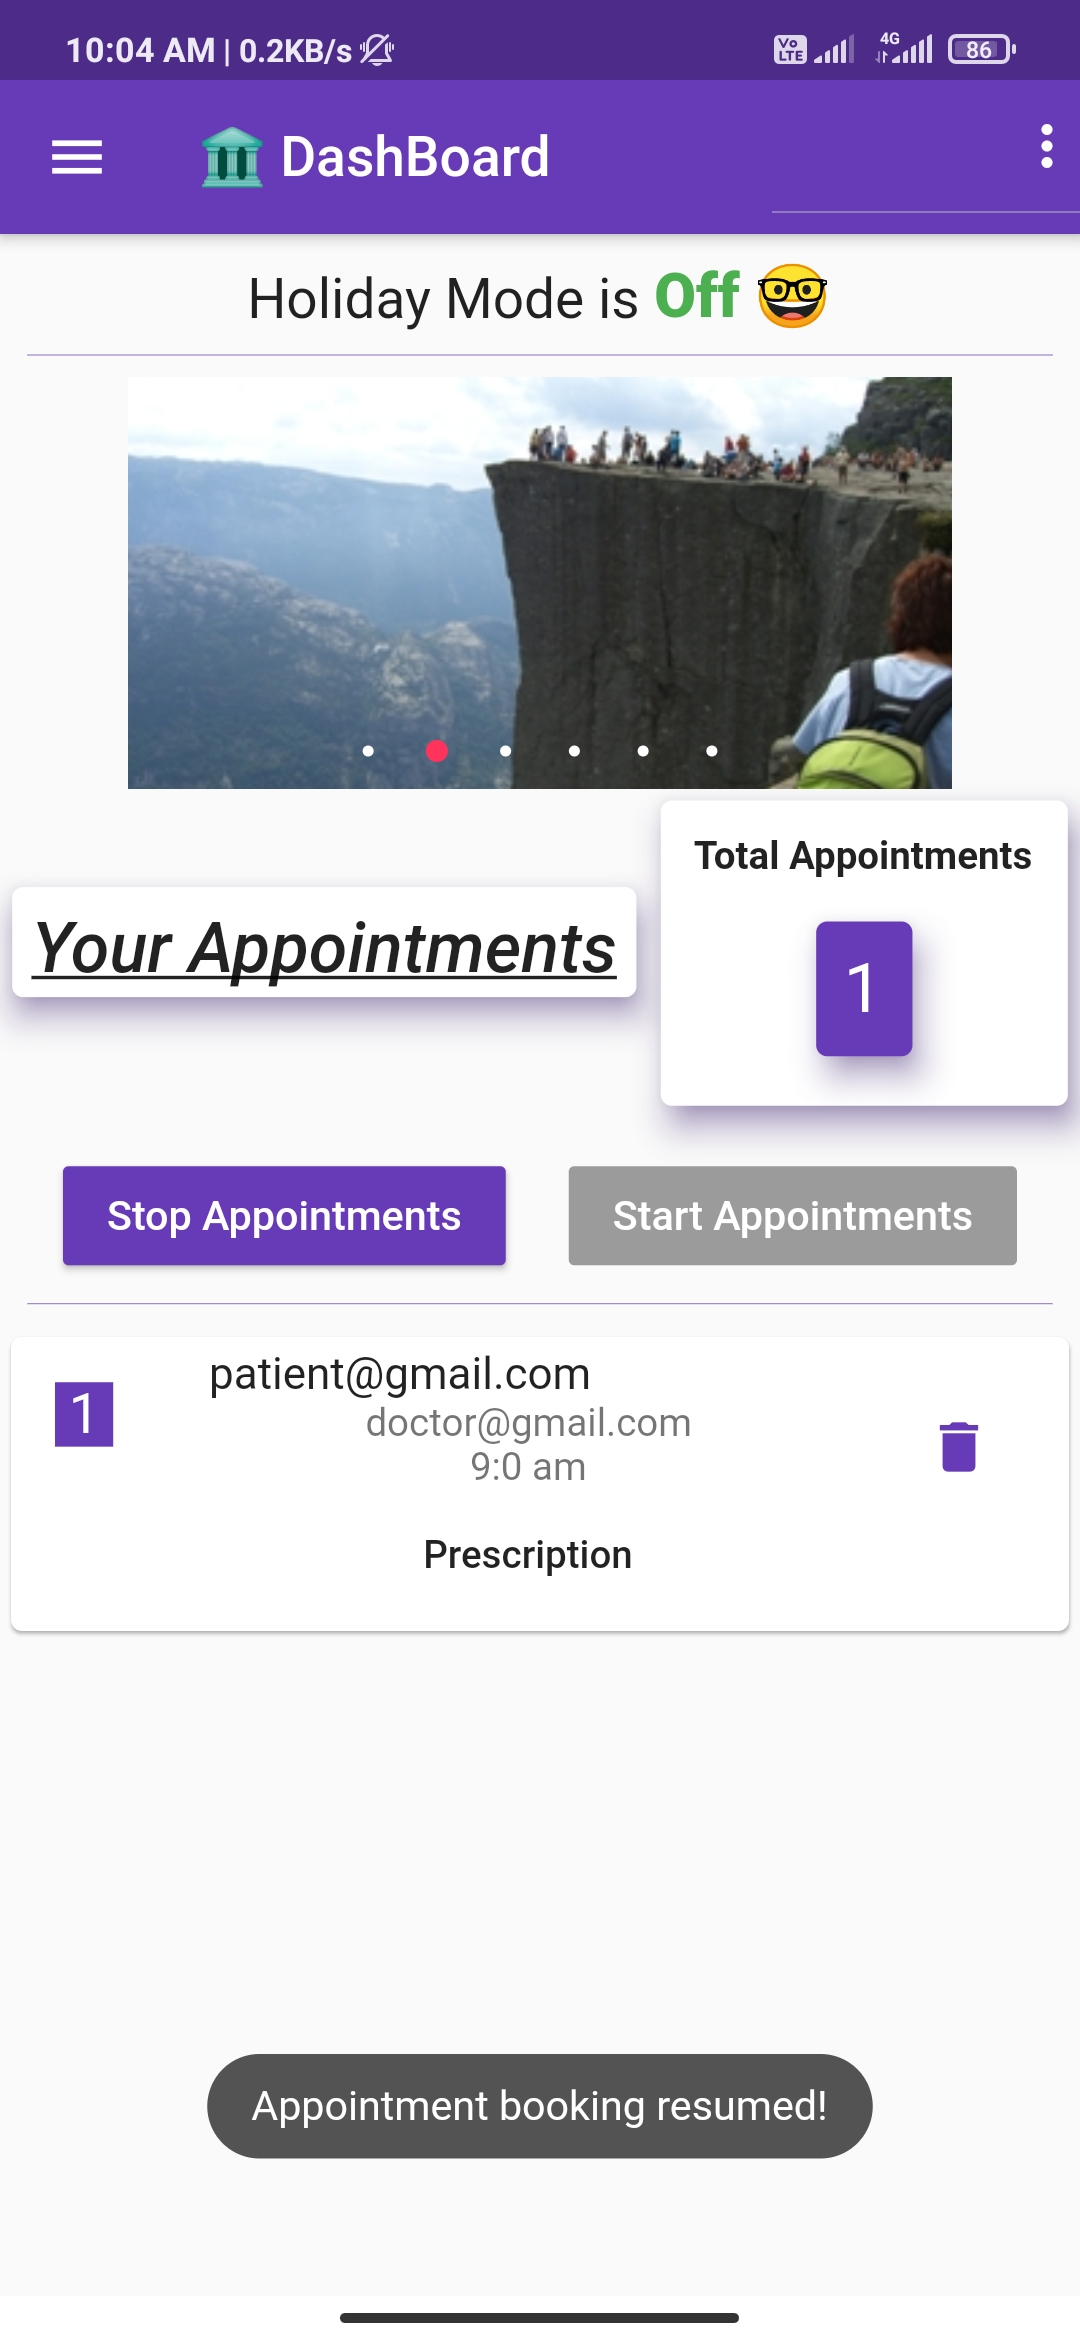 10:04 AM | 0.2KB/s
Vo LTE 4G 86
DashBoard
Holiday Mode is Off
Total Appointments
Your Appointments
1
Stop Appointments
Start Appointments
1
patient@gmail.com
doctor@gmail.com
9:0 am
Prescription
Appointment booking resumed!